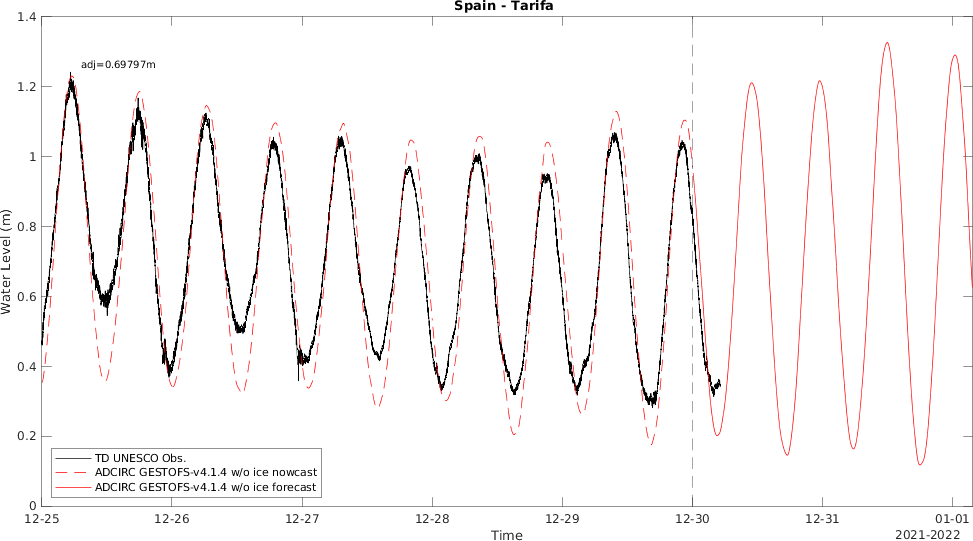 Spain - Tarifa
adj=0.69797m
Water Level (m)
1.4
1.2
1
0.8
0.6
0.4
0.2
0
TD UNESCO Obs.
ADCIRC GESTOFS-v4.1.4 w/o ice nowcast
ADCIRC GESTOFS-v4.1.4 w/o ice forecast
12-25 12-26 12-27 12-28 12-29 12-30 12-31 01-01
Time
2021-2022